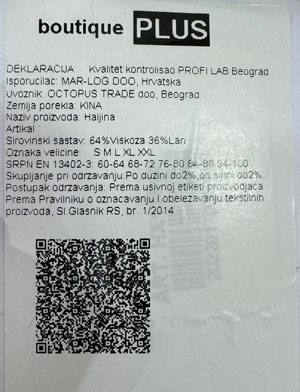 boutique PLUS
DEKLARACIJA Kvalitet kontrolisao PROFI LAB Beograd
Isporucilac: MAR-LOG DOO, Hrvatska
Uvoznik: OCTOPUS TRADE doo, Beograd
Zemlja porekla: KINA
Naziv proizvoda: Haljina
Artikal
Sirovinski sastav: 64%Viskoza 36%Lan
Oznaka velicine: S M L XL XXL
SRPN EN 13402-3: 60-64 68-72 76-80 84-88 94-100
Skupljanje pri odrzavanju:Po duzini do2%,po sirini do2%
Postupak odrzavanja: Prema usivnoj etiketi proizvodjaca
Prema Pravilniku o oznacavanju i obelezavanju tekstilnih
proizvoda, Sl Glasnik RS, br. 1/2014